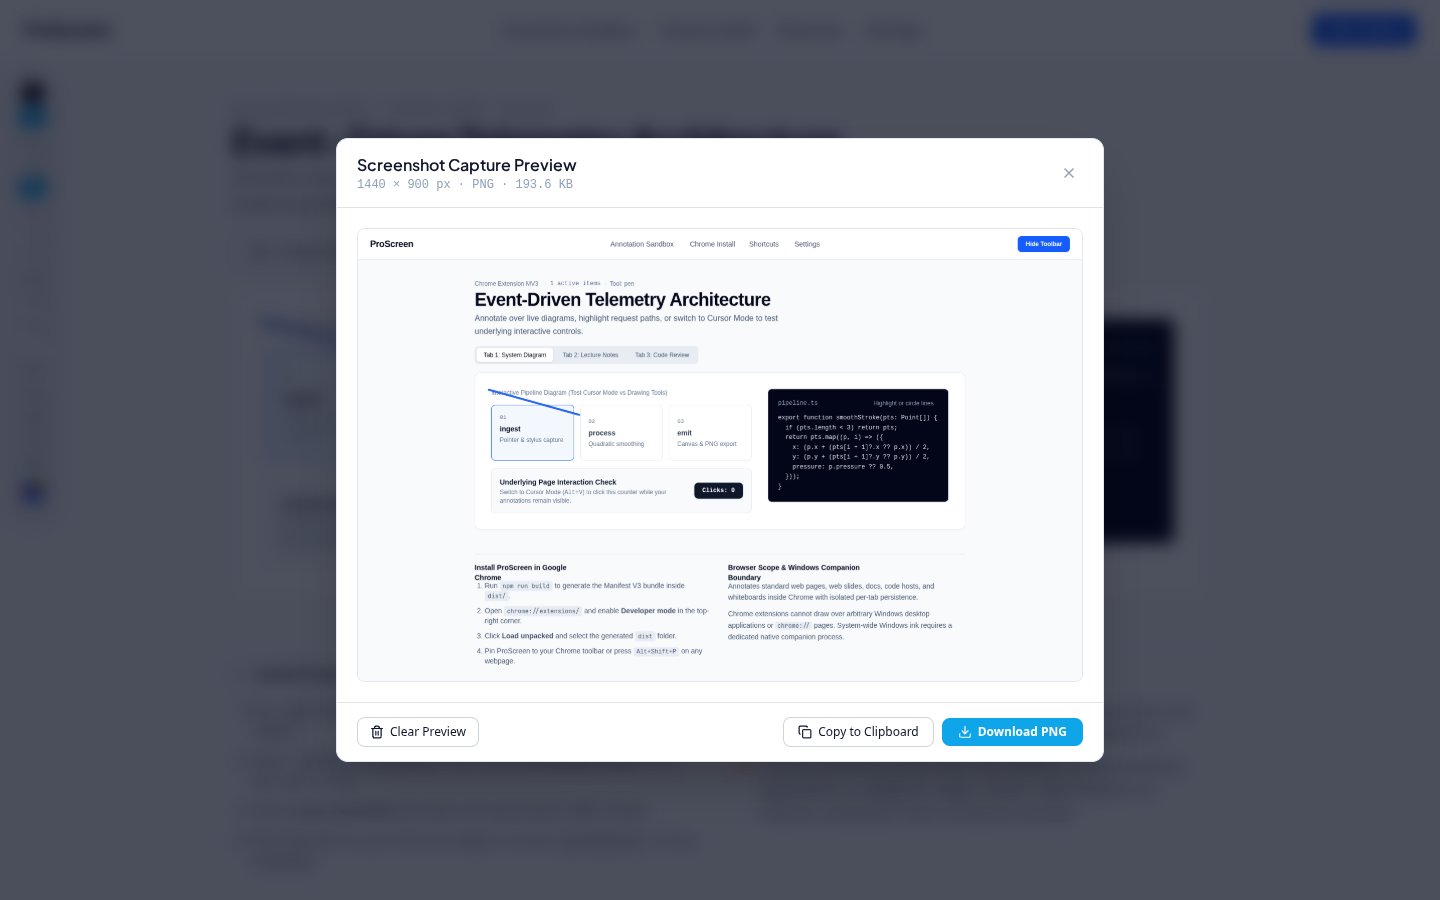 Screenshot Capture Preview
1440 × 900 px · PNG · 193.6 KB
ProScreen
Annotation Sandbox
Chrome Install
Shortcuts
Settings
Hide Toolbar
Chrome Extension MV3 · 1 active items · Tool: pen
Event-Driven Telemetry Architecture
Annotate over live diagrams, highlight request paths, or switch to Cursor Mode to test
underlying interactive controls.
Tab 1: System Diagram
Tab 2: Lecture Notes
Tab 3: Code Review
Interactive Pipeline Diagram (Test Cursor Mode vs Drawing Tools)
01
ingest
Pointer & stylus capture
02
process
Quadratic smoothing
03
emit
Canvas & PNG export
Underlying Page Interaction Check
Switch to Cursor Mode (Alt+V) to click this counter while your
annotations remain visible.
Clicks: 0
pipeline.ts
Highlight or circle lines
export function smoothStroke(pts: Point[]) {
if (pts.length < 3) return pts;
return pts.map((p, i) => ({
x: (p.x + (pts[i + 1]?.x ?? p.x)) / 2,
y: (p.y + (pts[i + 1]?.y ?? p.y)) / 2,
pressure: p.pressure ?? 0.5,
}));
}
Install ProScreen in Google
Chrome
1. Run npm run build to generate the Manifest V3 bundle inside
dist/.
2. Open chrome://extensions/ and enable Developer mode in the top-
right corner.
3. Click Load unpacked and select the generated dist folder.
4. Pin ProScreen to your Chrome toolbar or press Alt+Shift+P on any
webpage.
Browser Scope & Windows Companion
Boundary
Annotates standard web pages, web slides, docs, code hosts, and
whiteboards inside Chrome with isolated per-tab persistence.
Chrome extensions cannot draw over arbitrary Windows desktop
applications or chrome:// pages. System-wide Windows ink requires a
dedicated native companion process.
Clear Preview
Copy to Clipboard
Download PNG